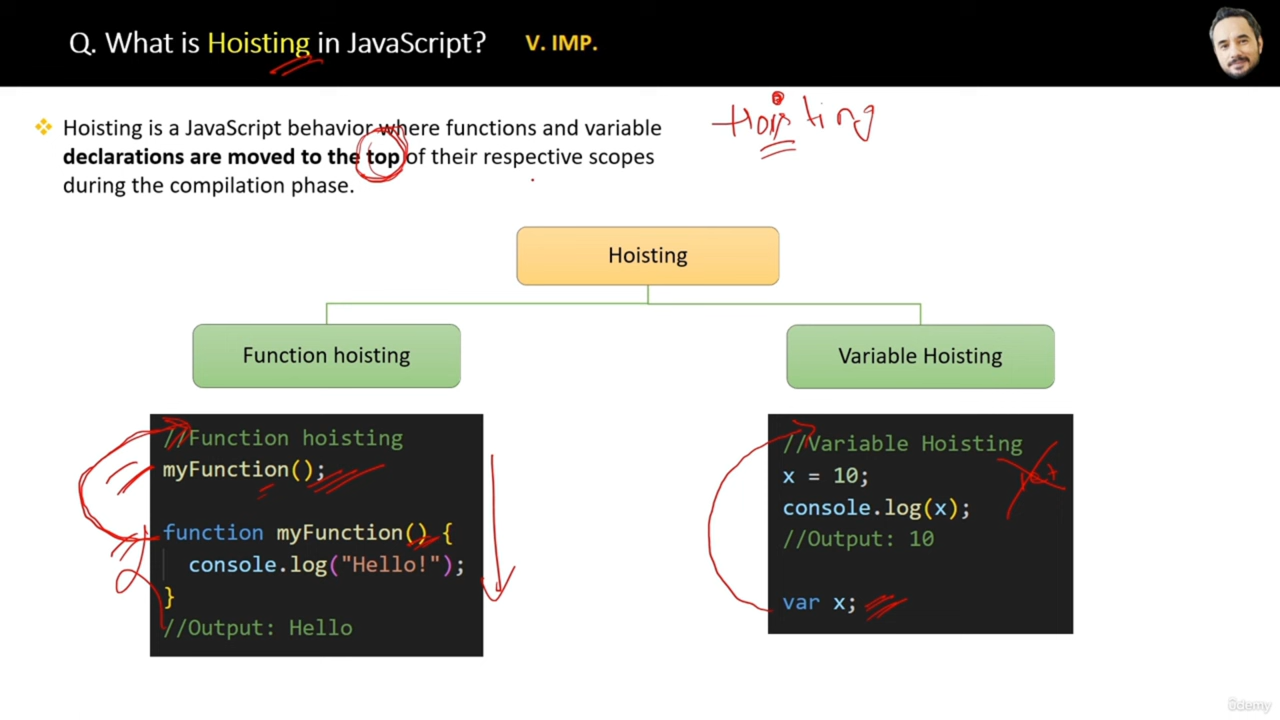 Q. What is Hoisting in JavaScript? V. IMP.
Hoisting
Hoisting is a JavaScript behavior where functions and variable
declarations are moved to the top of their respective scopes
during the compilation phase.
Hoisting
Function hoisting
Variable Hoisting
//Function hoisting
myFunction();
function myFunction() {
console.log("Hello!");
}
//Output: Hello
//Variable Hoisting
x = 10;
console.log(x);
//Output: 10
var x;
ûdemy